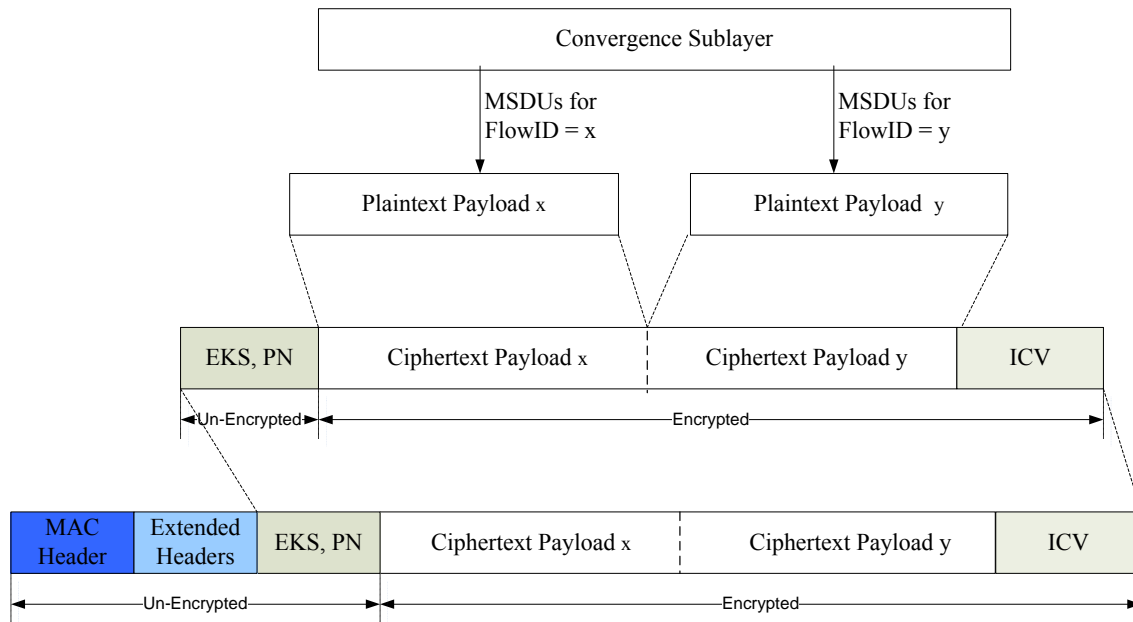 Convergence Sublayer
MSDUs for
FlowID = x
MSDUs for
FlowID = y
Plaintext Payload x
Plaintext Payload y
EKS, PN
Ciphertext Payload x
Ciphertext Payload y
ICV
Un-Encrypted
Encrypted
MAC
Header
Extended
Headers
EKS, PN
Ciphertext Payload x
Ciphertext Payload y
ICV
Un-Encrypted
Encrypted